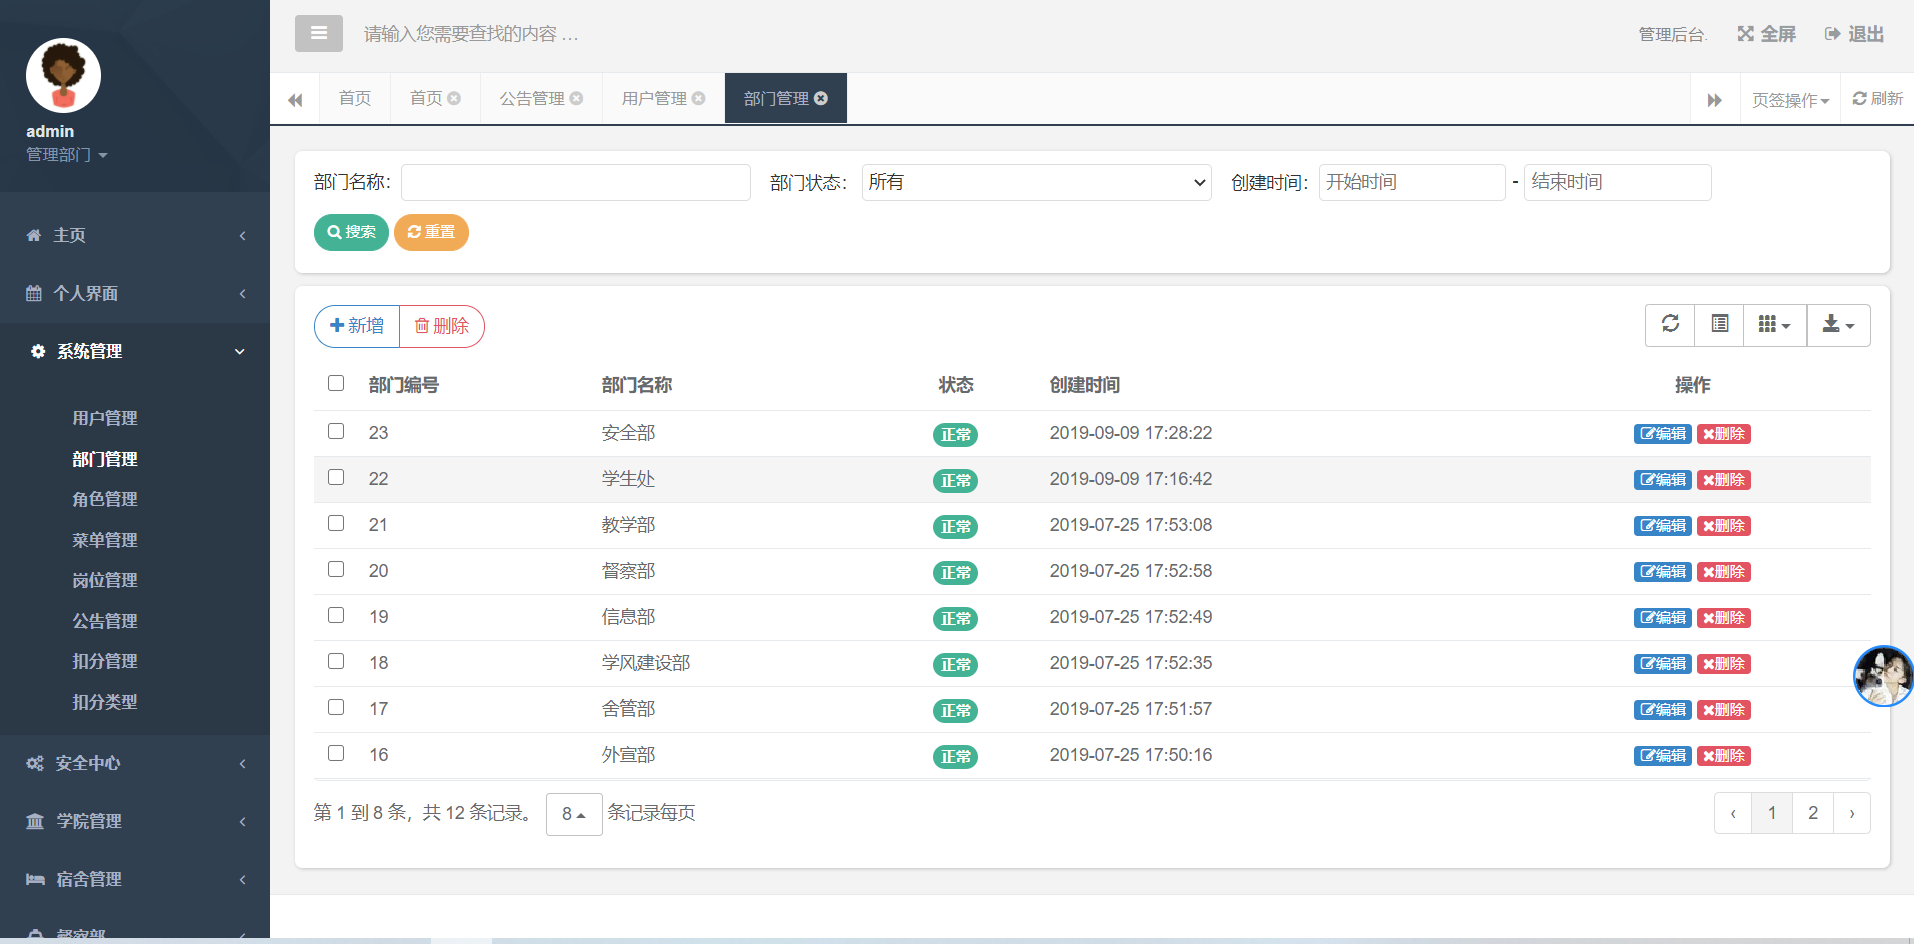 admin
管理部门
主页
个人界面
系统管理
用户管理
部门管理
角色管理
菜单管理
岗位管理
公告管理
扣分管理
扣分类型
安全中心
学院管理
宿舍管理
督察部
请输入您需要查找的内容 …
管理后台.
全屏
退出
首页
首页
公告管理
用户管理
部门管理
页签操作
刷新
部门名称：
部门状态： 所有
创建时间： 开始时间 - 结束时间
搜索 重置
新增 删除
部门编号 部门名称 状态 创建时间 操作
23 安全部 正常 2019-09-09 17:28:22 编辑 删除
22 学生处 正常 2019-09-09 17:16:42 编辑 删除
21 教学部 正常 2019-07-25 17:53:08 编辑 删除
20 督察部 正常 2019-07-25 17:52:58 编辑 删除
19 信息部 正常 2019-07-25 17:52:49 编辑 删除
18 学风建设部 正常 2019-07-25 17:52:35 编辑 删除
17 舍管部 正常 2019-07-25 17:51:57 编辑 删除
16 外宣部 正常 2019-07-25 17:50:16 编辑 删除
第 1 到 8 条，共 12 条记录。 8 条记录每页
‹ 1 2 ›